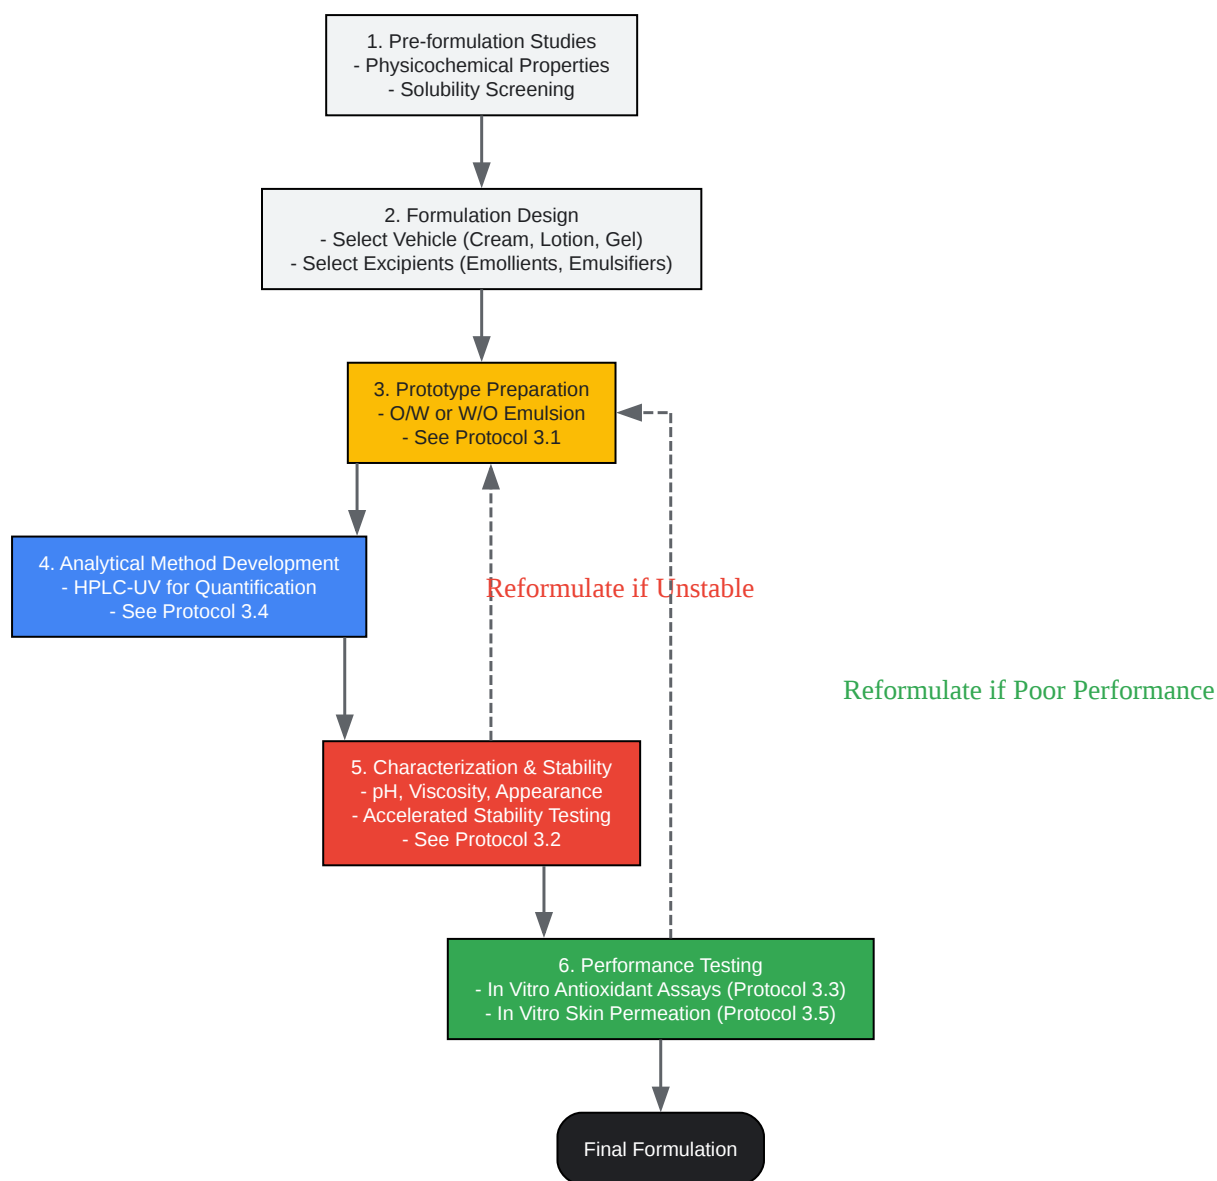 1. Pre-formulation Studies
- Physicochemical Properties
- Solubility Screening
2. Formulation Design
- Select Vehicle (Cream, Lotion, Gel)
- Select Excipients (Emollients, Emulsifiers)
3. Prototype Preparation
- O/W or W/O Emulsion
- See Protocol 3.1
4. Analytical Method Development
- HPLC-UV for Quantification
- See Protocol 3.4
Reformulate if Unstable
Reformulate if Poor Performance
5. Characterization & Stability
- pH, Viscosity, Appearance
- Accelerated Stability Testing
- See Protocol 3.2
6. Performance Testing
- In Vitro Antioxidant Assays (Protocol 3.3)
- In Vitro Skin Permeation (Protocol 3.5)
Final Formulation